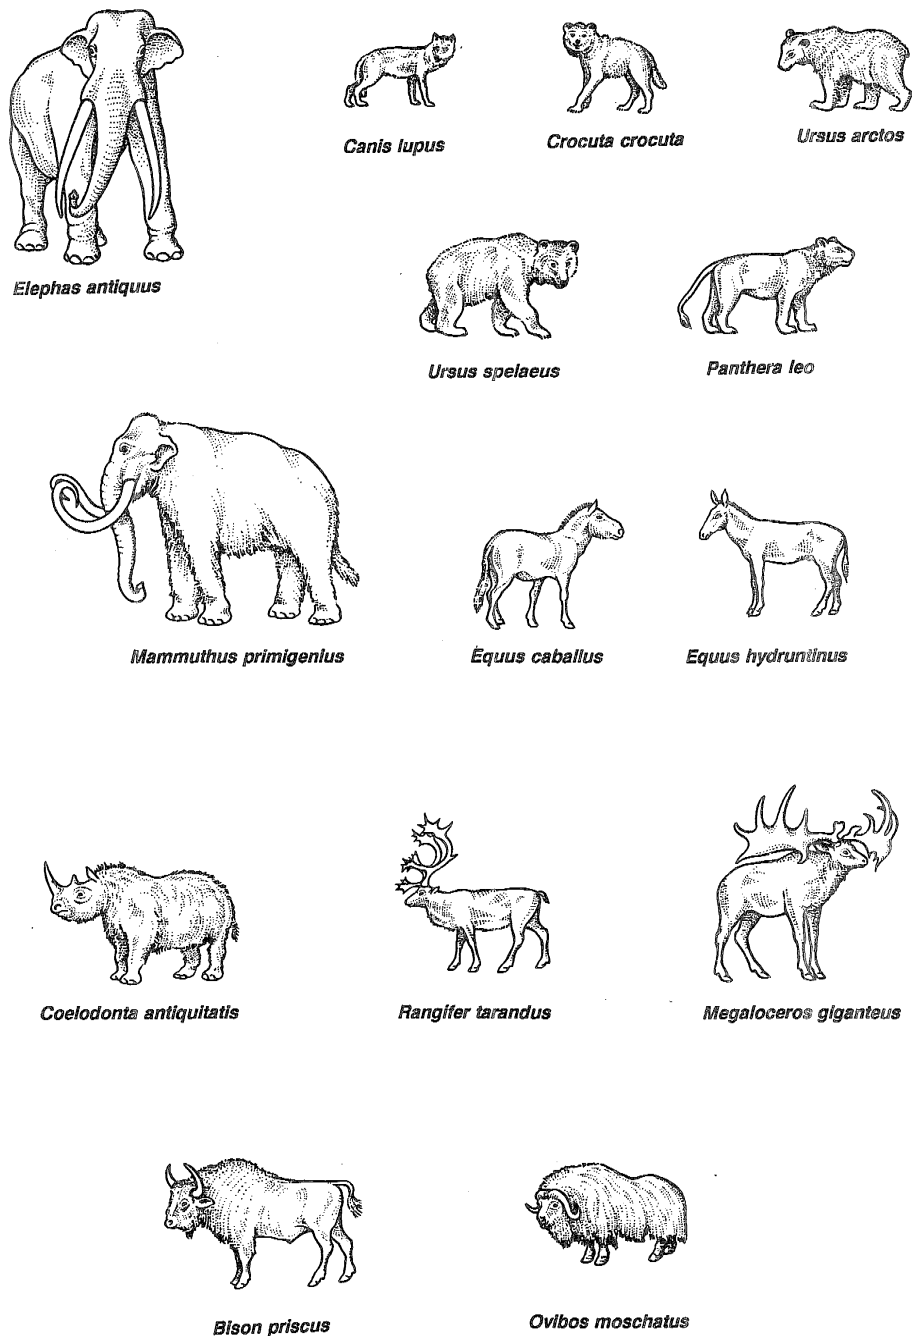 Canis lupus
Crocuta crocuta
Ursus arctos
Elephas antiquus
Ursus spelaeus
Panthera leo
Mammuthus primigenius
Equus caballus
Equus hydruntinus
Coelodonta antiquitatis
Rangifer tarandus
Megaloceros giganteus
Bison priscus
Ovibos moschatus